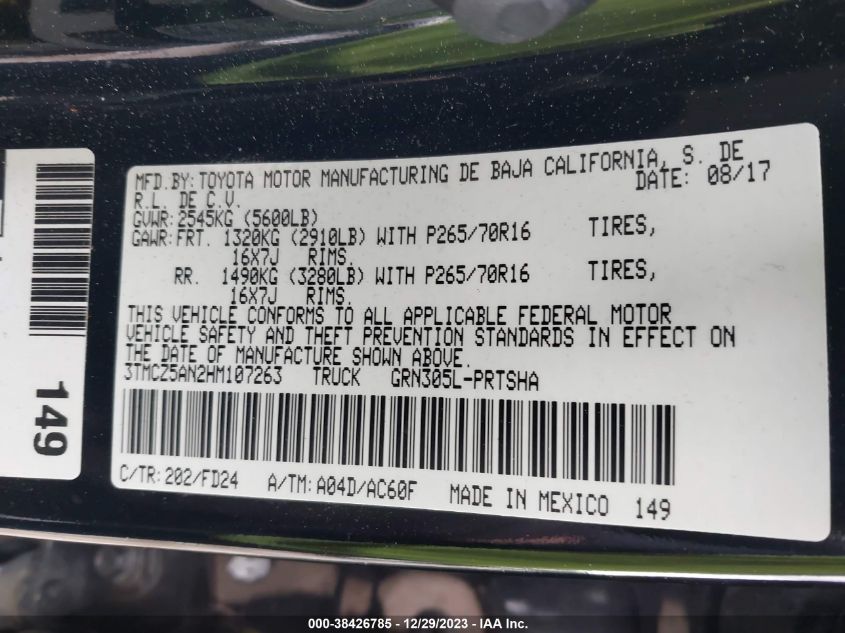 MFD.BY: TOYOTA MOTOR MANUFACTURING DE BAJA CALIFORNIA, S. DE
R.L. DE C.V. DATE: 08/17
GVWR: 2545KG (5600LB)
GAWR: FRT. 1320KG (2910LB) WITH P265/70R16 TIRES,
16X7J RIMS.
RR. 1490KG (3280LB) WITH P265/70R16 TIRES,
16X7J RIMS.
THIS VEHICLE CONFORMS TO ALL APPLICABLE FEDERAL MOTOR
VEHICLE SAFETY AND THEFT PREVENTION STANDARDS IN EFFECT ON
THE DATE OF MANUFACTURE SHOWN ABOVE.
3TMCZ5AN2HM107263 TRUCK GRN305L-PRTSHA
C/TR: 202/FD24 A/TM: A04D/AC60F MADE IN MEXICO 149
149
000-38426785 - 12/29/2023 - IAA Inc.